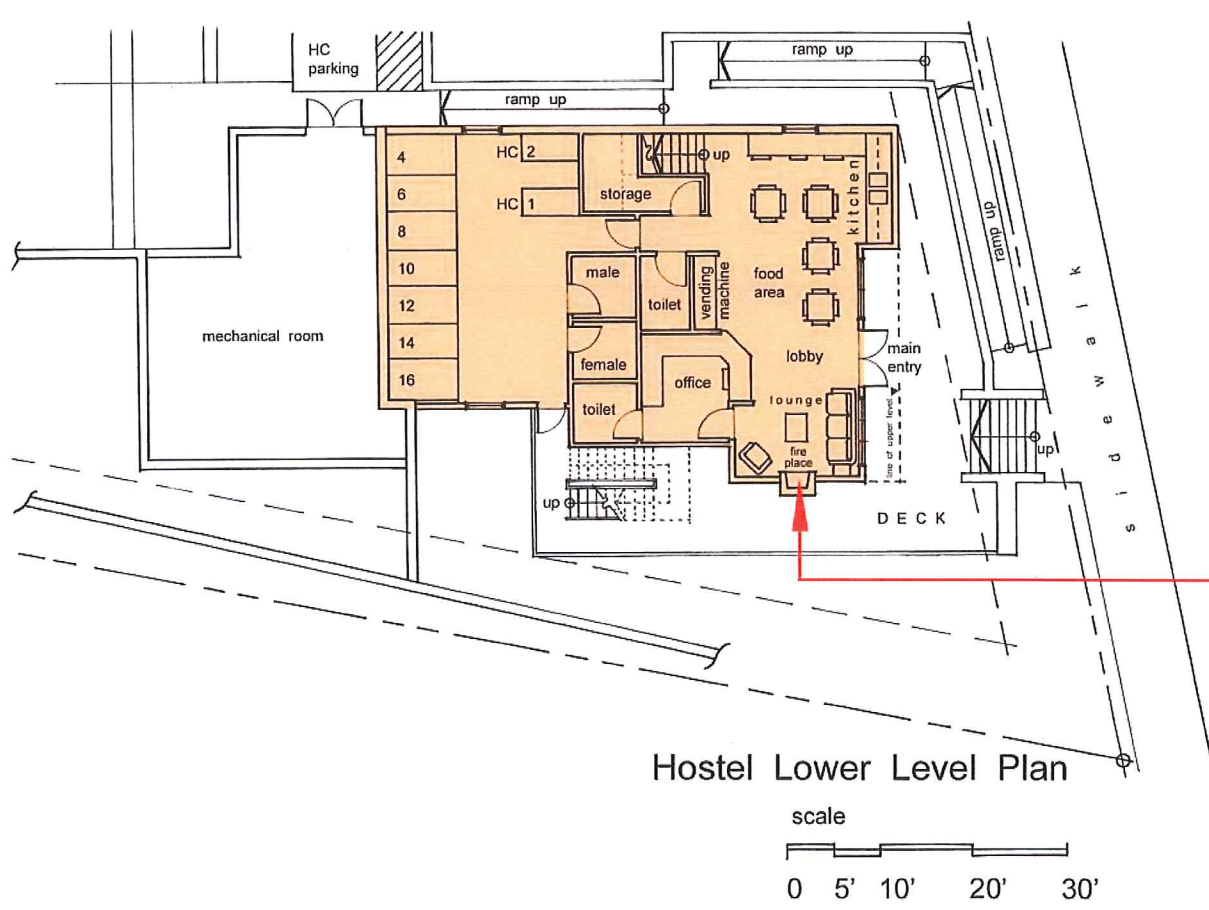 HC
parking
ramp up
ramp up
ramp up
4
6
8
10
12
14
16
HC 2
HC 1
storage
up
kitchen
food
area
male
toilet
vending
machine
mechanical room
female
office
lobby
main
entry
toilet
lounge
fire
place
line of upper level
up
up
DECK
sidewalk
Hostel Lower Level Plan
scale
0 5' 10' 20' 30'